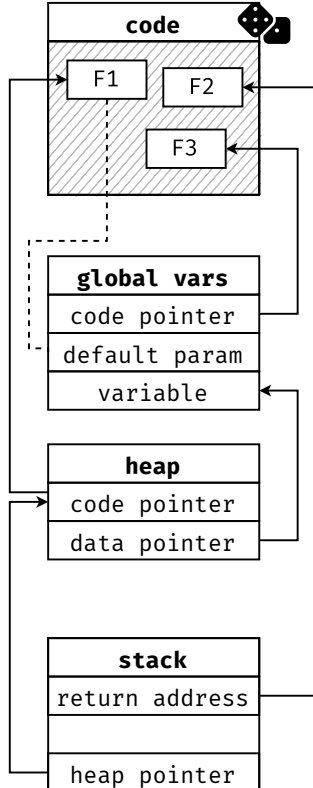 code
F1
F2
F3
global vars
code pointer
default param
variable
heap
code pointer
data pointer
stack
return address
heap pointer